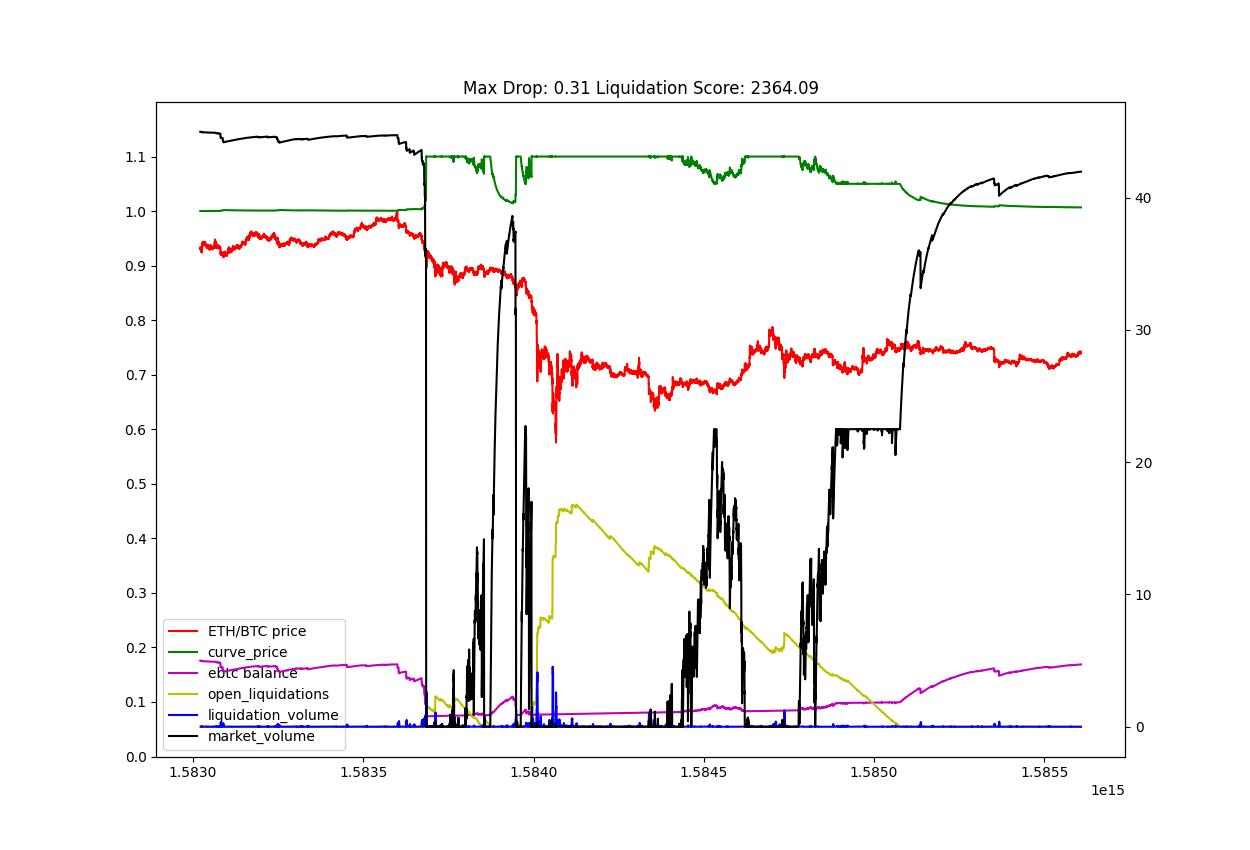 Max Drop: 0.31 Liquidation Score: 2364.09
1.1
1.0
0.9
0.8
0.7
0.6
0.5
0.4
0.3
0.2
0.1
0.0
40
30
20
10
0
ETH/BTC price
curve_price
ebtc balance
open_liquidations
liquidation_volume
market_volume
1.5830 1.5835 1.5840 1.5845 1.5850 1.5855
1e15